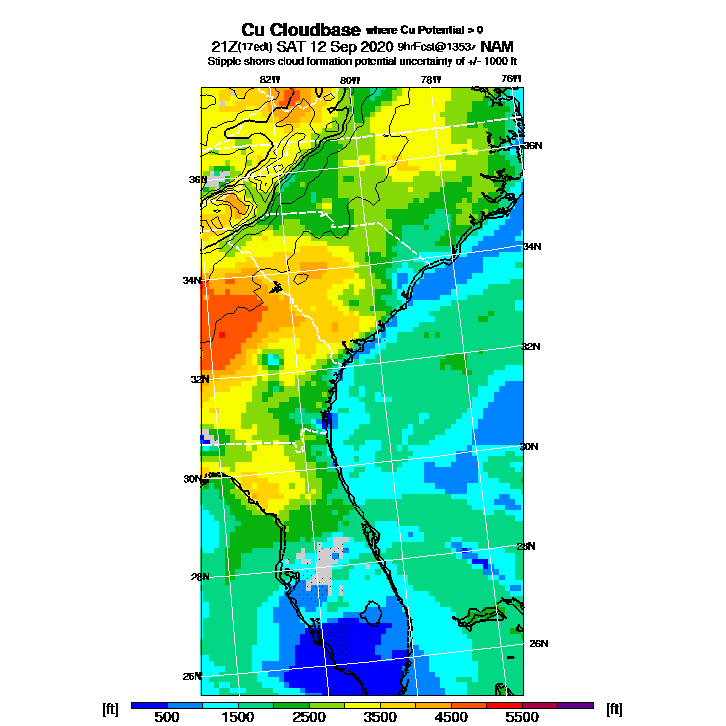 Cu Cloudbase where Cu Potential > 0
21Z(17edt) SAT 12 Sep 2020 9hrFcst@1353z NAM
Stipple shows cloud formation potential uncertainty of +/- 1000 ft
82W 80W 78W 76W
36N
36N
34N
34N
32N
32N
30N
30N
28N
28N
26N
26N
[ft] [ft]
500 1500 2500 3500 4500 5500